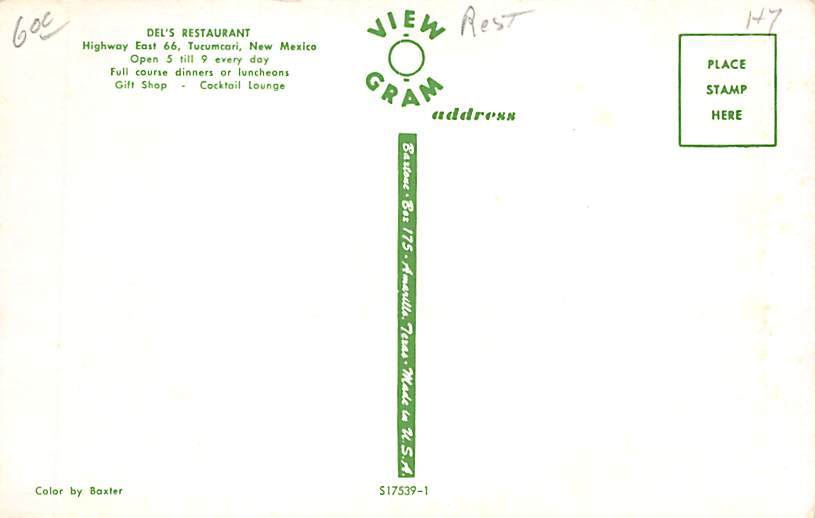 60¢
DEL'S RESTAURANT
Highway East 66, Tucumcari, New Mexico
Open 5 till 9 every day
Full course dinners or luncheons
Gift Shop - Cocktail Lounge
VIEW
GRAM
Rest
H7
PLACE
STAMP
HERE
address
Baxtone · Box 175 · Amarillo, Texas · Made in U.S.A.
Color by Baxter
S17539-1